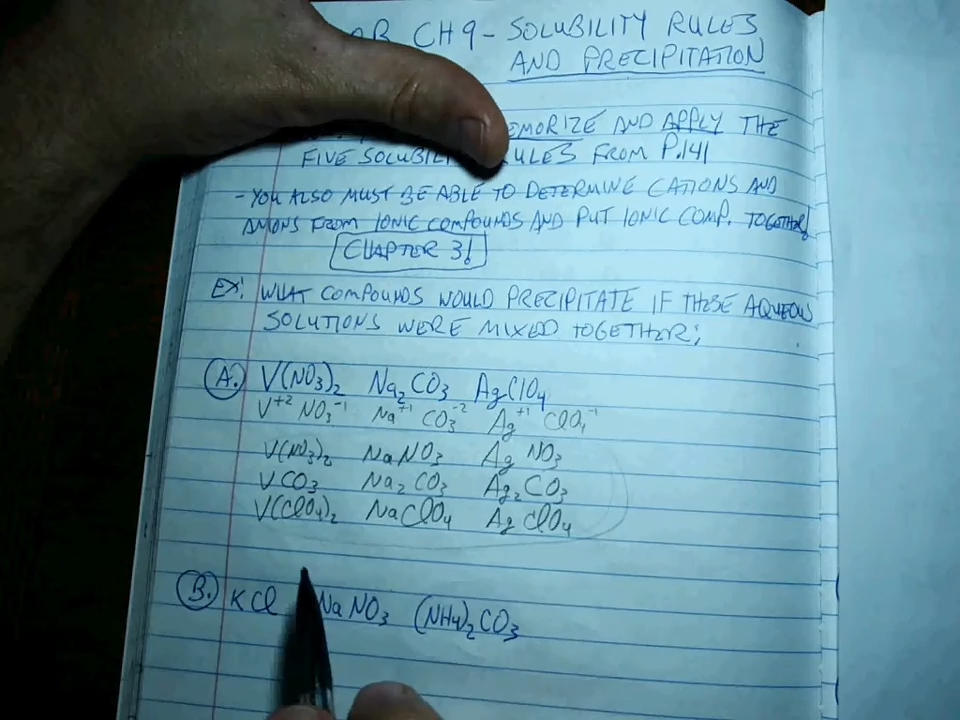 CH9 - SOLUBILITY RULES
AND PRECIPITATION
MEMORIZE AND APPLY THE
FIVE SOLUBILI RULES FROM P.141
- YOU ALSO MUST BE ABLE TO DETERMINE CATIONS AND
ANIONS FROM IONIC COMPOUNDS AND PUT IONIC COMP. TOGETHER!
CHAPTER 3!
EX: WHAT COMPOUNDS WOULD PRECIPITATE IF THESE AQUEOUS
SOLUTIONS WERE MIXED TOGETHER:
A. V(NO₃)₂ Na₂CO₃ AgClO₄
V⁺² NO₃⁻¹ Na⁺¹ CO₃⁻² Ag⁺¹ ClO₄⁻¹
V(NO₃)₂ NaNO₃ AgNO₃
VCO₃ Na₂CO₃ Ag₂CO₃
V(ClO₄)₂ NaClO₄ AgClO₄
B. KCl NaNO₃ (NH₄)₂CO₃